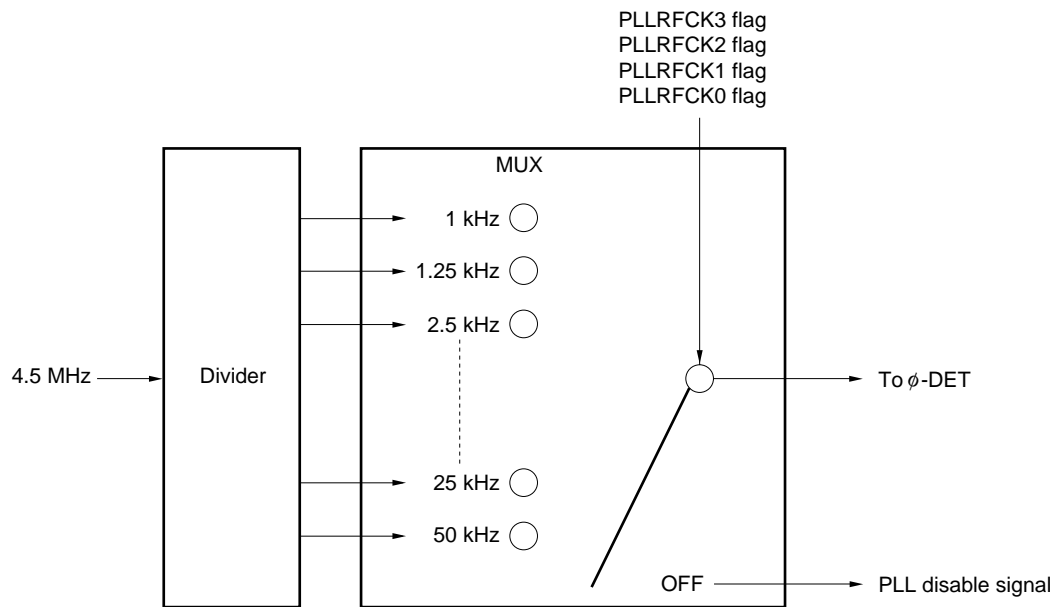 PLLRFCK3 flag
PLLRFCK2 flag
PLLRFCK1 flag
PLLRFCK0 flag
MUX
1 kHz
1.25 kHz
2.5 kHz
4.5 MHz
Divider
To ϕ-DET
25 kHz
50 kHz
OFF
PLL disable signal